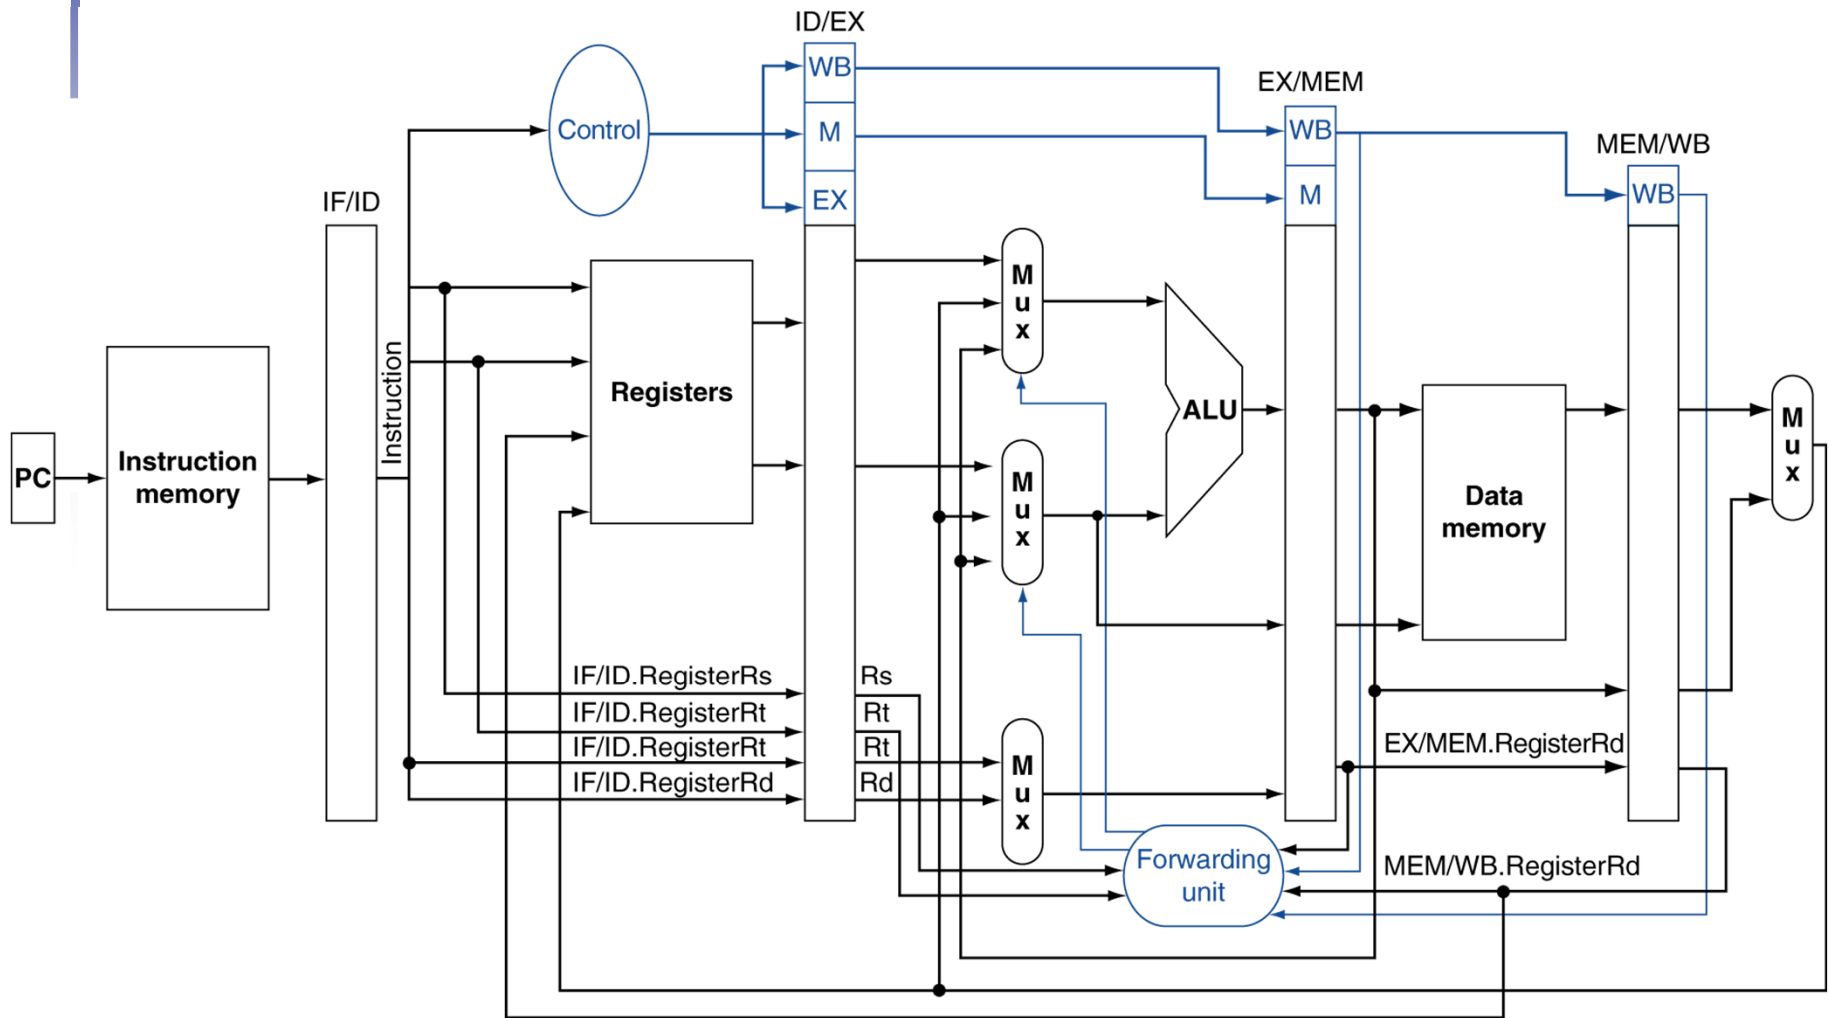 ID/EX
WB
M
EX
Control
EX/MEM
WB
M
MEM/WB
WB
IF/ID
PC
Instruction
memory
Instruction
Registers
M
u
x
M
u
x
ALU
Data
memory
M
u
x
IF/ID.RegisterRs
IF/ID.RegisterRt
IF/ID.RegisterRt
IF/ID.RegisterRd
Rs
Rt
Rt
Rd
M
u
x
EX/MEM.RegisterRd
Forwarding
unit
MEM/WB.RegisterRd